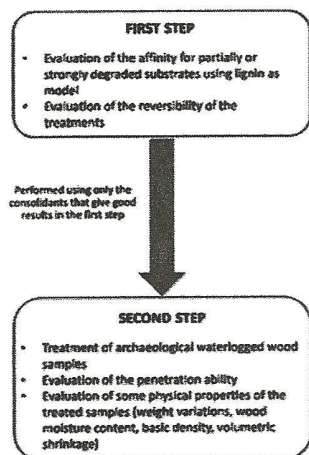 FIRST STEP
• Evaluation of the affinity for partially or
strongly degraded substrates using lignin as
model
• Evaluation of the reversibility of the
treatments
Performed using only the
consolidants that give good
results in the first step
SECOND STEP
• Treatment of archaeological waterlogged wood
samples
• Evaluation of the penetration ability
• Evaluation of some physical properties of the
treated samples (weight variations, wood
moisture content, basic density, volumetric
shrinkage)